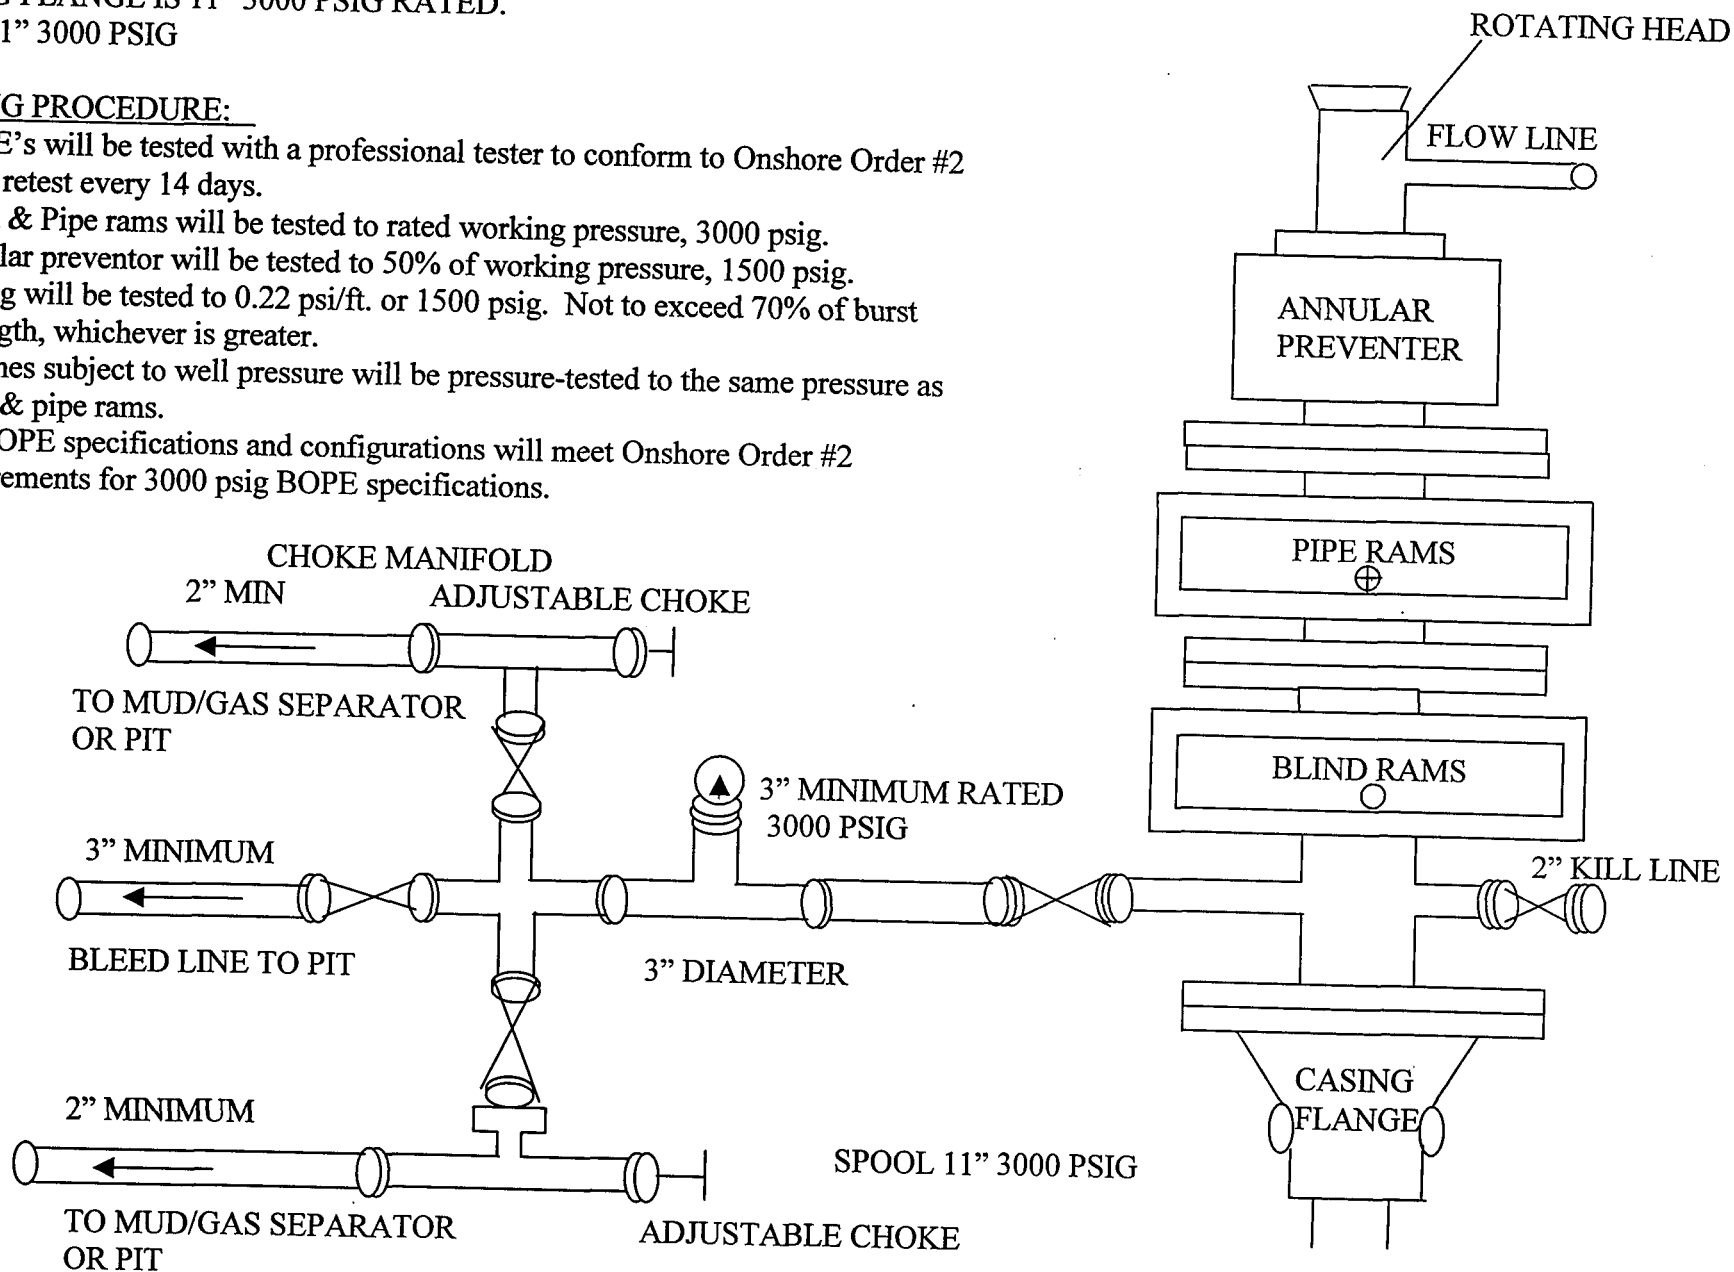 FLANGE IS 11" 3000 PSIG RATED.
1” 3000 PSIG
G PROCEDURE:
E’s will be tested with a professional tester to conform to Onshore Order #2
retest every 14 days.
& Pipe rams will be tested to rated working pressure, 3000 psig.
lar preventor will be tested to 50% of working pressure, 1500 psig.
g will be tested to 0.22 psi/ft. or 1500 psig. Not to exceed 70% of burst
gth, whichever is greater.
nes subject to well pressure will be pressure-tested to the same pressure as
& pipe rams.
OPE specifications and configurations will meet Onshore Order #2
rements for 3000 psig BOPE specifications.
ROTATING HEAD
FLOW LINE
ANNULAR
PREVENTER
PIPE RAMS
BLIND RAMS
2” KILL LINE
CASING
FLANGE
CHOKE MANIFOLD
2” MIN
ADJUSTABLE CHOKE
TO MUD/GAS SEPARATOR
OR PIT
3” MINIMUM RATED
3000 PSIG
3” MINIMUM
BLEED LINE TO PIT
3” DIAMETER
2” MINIMUM
SPOOL 11” 3000 PSIG
TO MUD/GAS SEPARATOR
OR PIT
ADJUSTABLE CHOKE